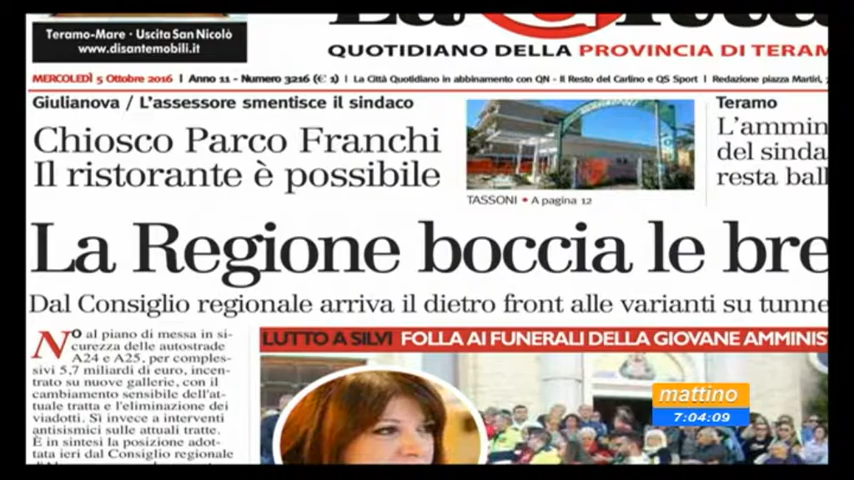 Teramo-Mare • Uscita San Nicolò
www.disantemobili.it
QUOTIDIANO DELLA PROVINCIA DI TERAM
MERCOLEDÌ 5 Ottobre 2016 | Anno 11 - Numero 3216 (€ 1) | La Città Quotidiano in abbinamento con QN - Il Resto del Carlino e QS Sport | Redazione piazza Martiri,
Giulianova / L'assessore smentisce il sindaco
Chiosco Parco Franchi
Il ristorante è possibile
TASSONI • A pagina 12
Teramo
L'ammin
del sinda
resta ball
La Regione boccia le bre
Dal Consiglio regionale arriva il dietro front alle varianti su tunne
No al piano di messa in si-
curezza delle autostrade
A24 e A25, per comples-
sivi 5,7 miliardi di euro, incen-
trato su nuove gallerie, con il
cambiamento sensibile dell'at-
tuale tratta e l'eliminazione dei
viadotti. Sì invece a interventi
antisismici sulle attuali tratte.
È in sintesi la posizione adot-
tata ieri dal Consiglio regionale
LUTTO A SILVI FOLLA AI FUNERALI DELLA GIOVANE AMMINIST
mattino
7:04:09